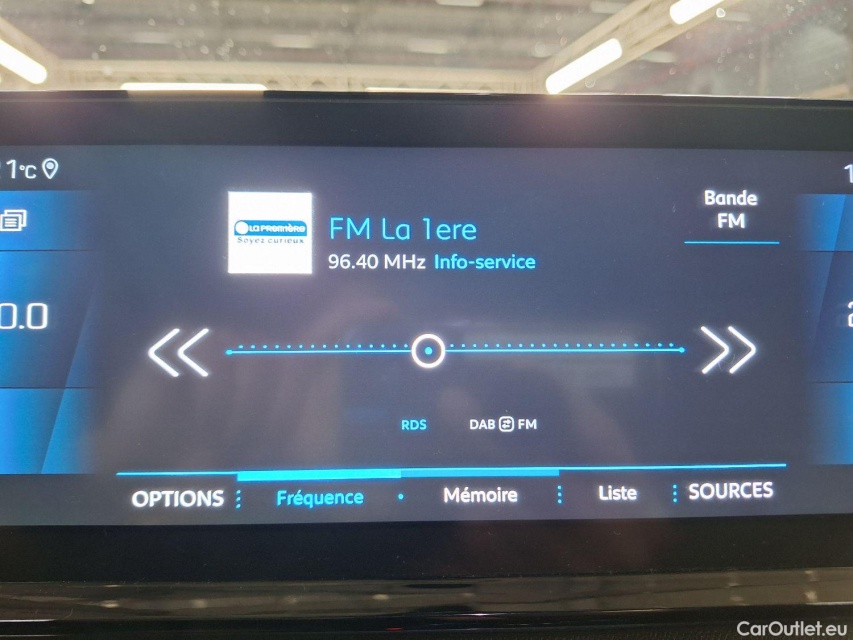 1°C
Bande
FM
LA PREMIÈRE
Soyez curieux
FM La 1ere
96.40 MHz Info-service
0.0
RDS
DAB FM
OPTIONS
Fréquence
Mémoire
Liste
SOURCES
CarOutlet.eu